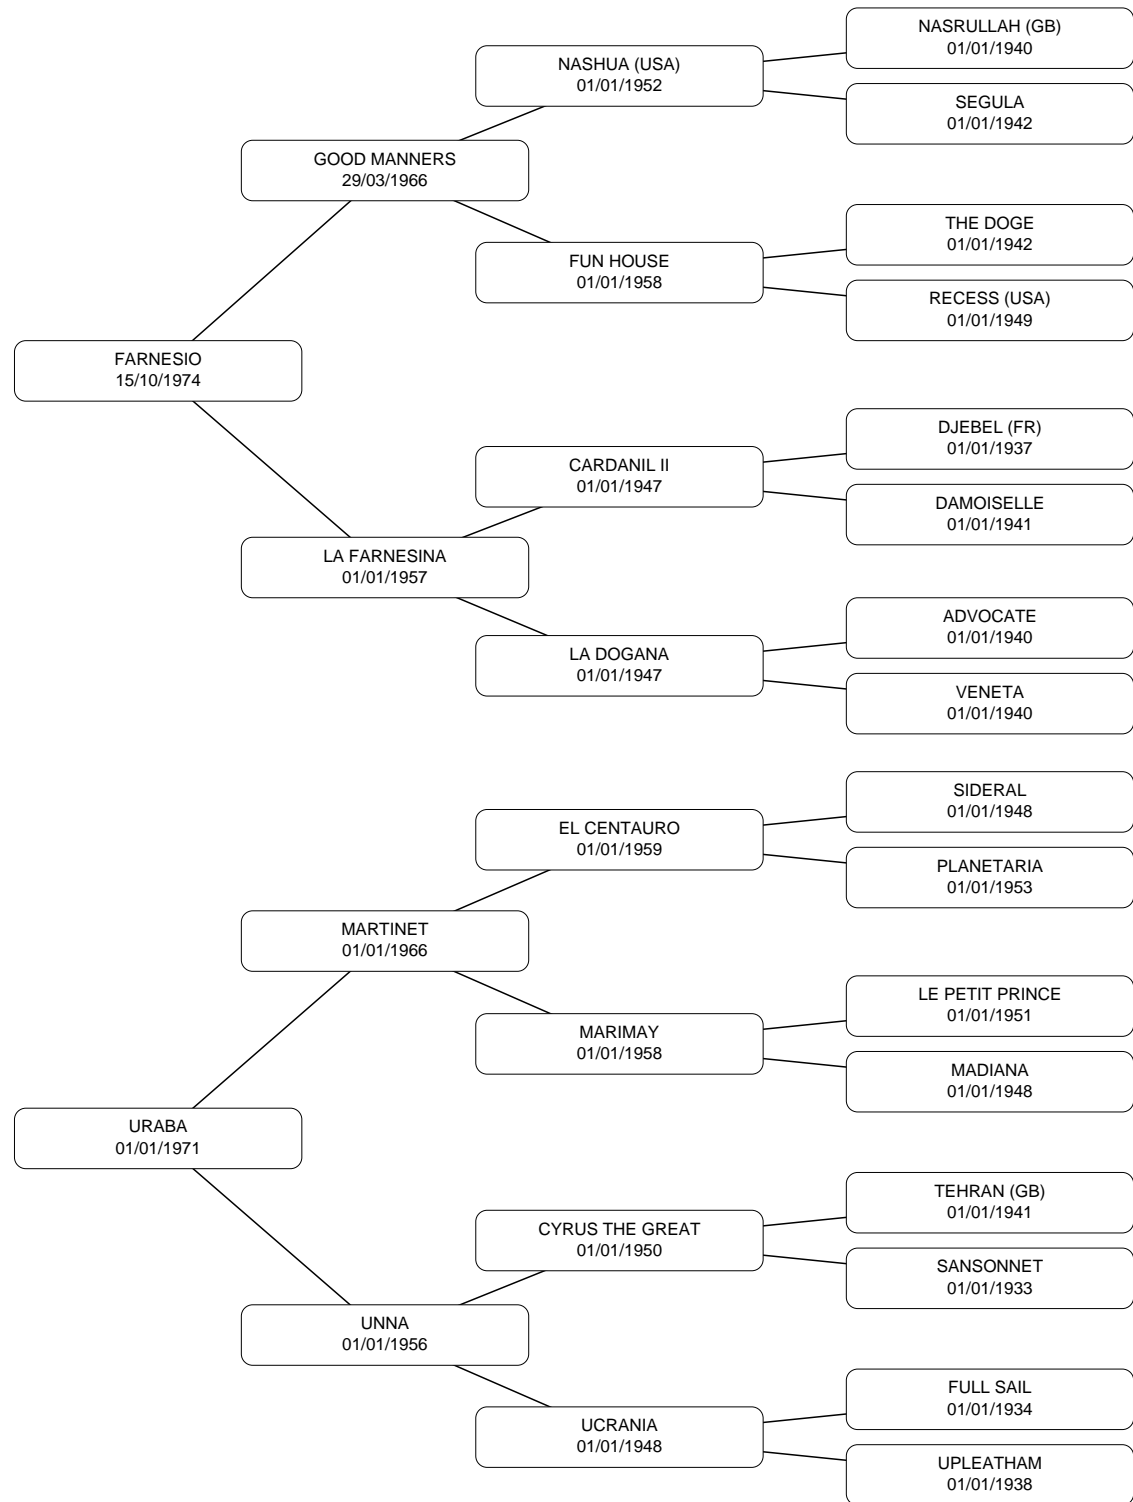 NASRULLAH (GB)
01/01/1940
NASHUA (USA)
01/01/1952
SEGULA
01/01/1942
GOOD MANNERS
29/03/1966
THE DOGE
01/01/1942
FUN HOUSE
01/01/1958
RECESS (USA)
01/01/1949
FARNESIO
15/10/1974
DJEBEL (FR)
01/01/1937
CARDANIL II
01/01/1947
DAMOISELLE
01/01/1941
LA FARNESINA
01/01/1957
ADVOCATE
01/01/1940
LA DOGANA
01/01/1947
VENETA
01/01/1940
SIDERAL
01/01/1948
EL CENTAURO
01/01/1959
PLANETARIA
01/01/1953
MARTINET
01/01/1966
LE PETIT PRINCE
01/01/1951
MARIMAY
01/01/1958
MADIANA
01/01/1948
URABA
01/01/1971
TEHRAN (GB)
01/01/1941
CYRUS THE GREAT
01/01/1950
SANSONNET
01/01/1933
UNNA
01/01/1956
FULL SAIL
01/01/1934
UCRANIA
01/01/1948
UPLEATHAM
01/01/1938